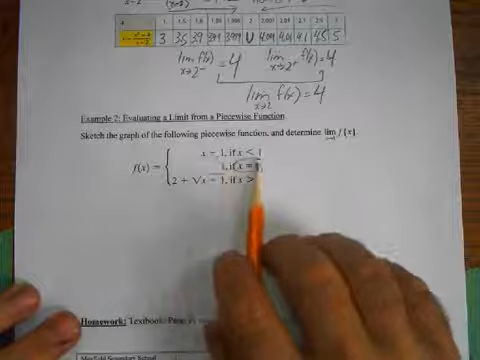 x 1 1.5 1.9 1.99 1.999 2 2.001 2.01 2.1 2.5 3
3 3.5 3.9 3.99 3.999 U 4.001 4.01 4.1 4.5 5
lim f(x) = 4 lim f(x) = 4
x→2⁻ x→2⁺
lim f(x) = 4
x→2
Example 2: Evaluating a Limit from a Piecewise Function
Sketch the graph of the following piecewise function, and determine lim f(x).
x − 1, if x < 1
f(x) = 1, if x =
2 + √x − 1, if x >
Homework: Textbook:
Secondary School